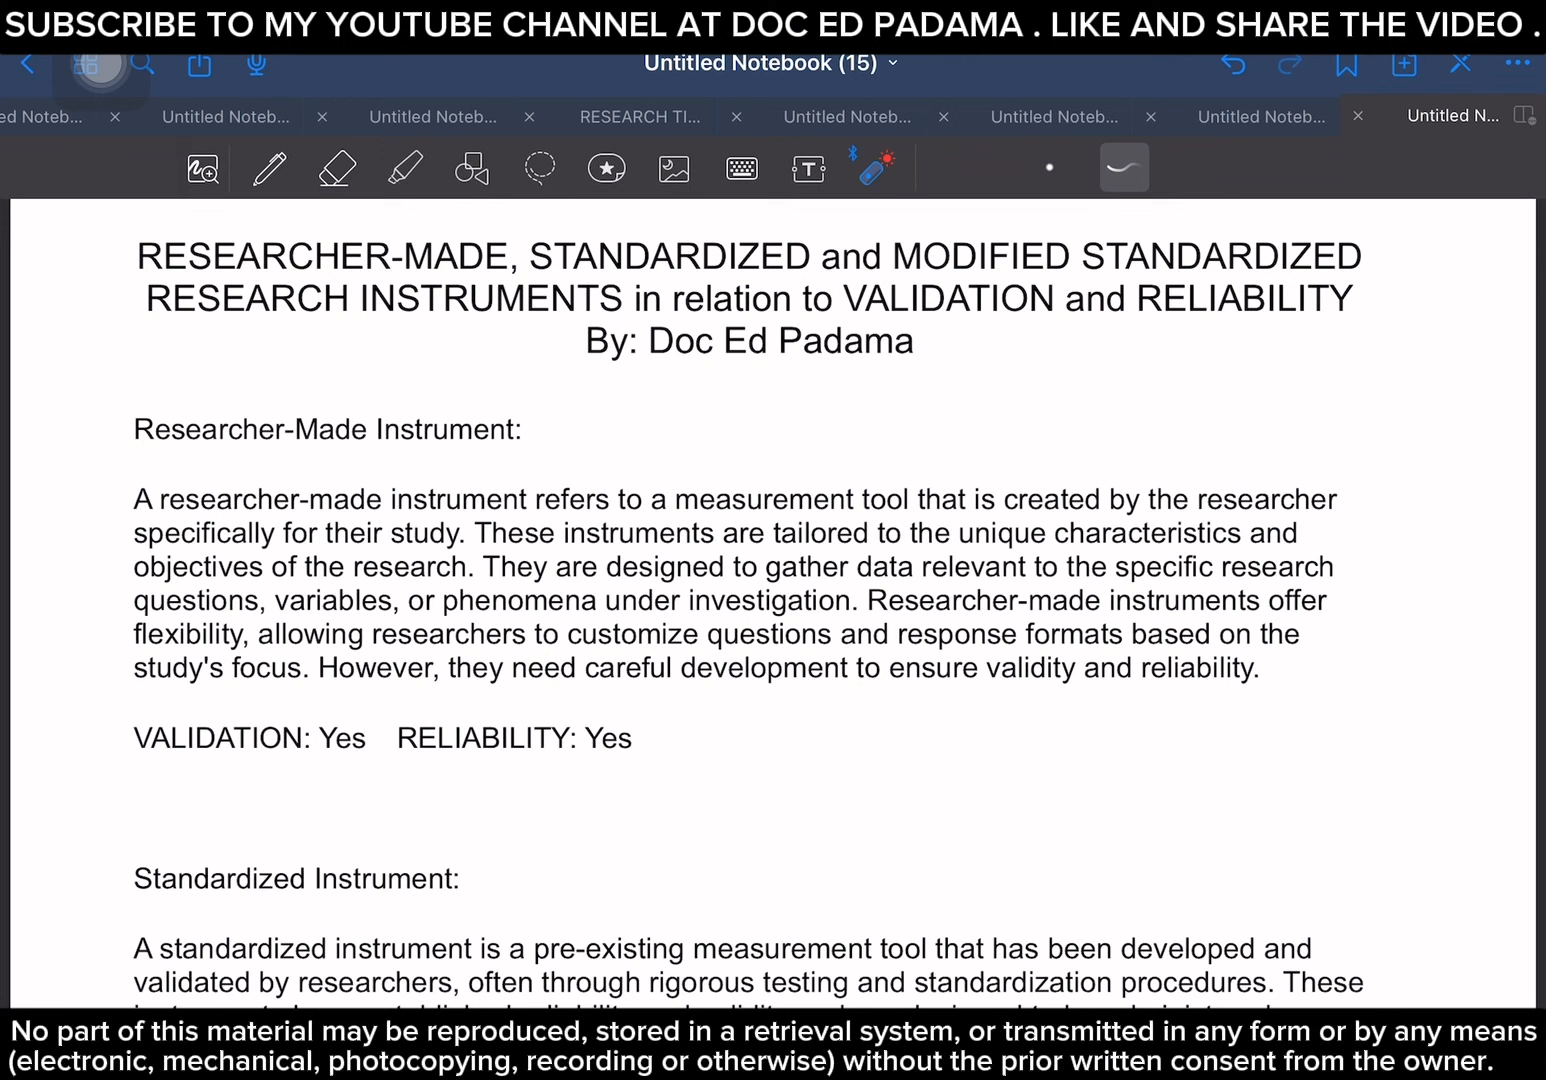 SUBSCRIBE TO MY YOUTUBE CHANNEL AT DOC ED PADAMA . LIKE AND SHARE THE VIDEO .
Untitled Notebook (15)
ed Noteb... Untitled Noteb... Untitled Noteb... RESEARCH TI... Untitled Noteb... Untitled Noteb... Untitled Noteb... Untitled N...
RESEARCHER-MADE, STANDARDIZED and MODIFIED STANDARDIZED
RESEARCH INSTRUMENTS in relation to VALIDATION and RELIABILITY
By: Doc Ed Padama
Researcher-Made Instrument:
A researcher-made instrument refers to a measurement tool that is created by the researcher
specifically for their study. These instruments are tailored to the unique characteristics and
objectives of the research. They are designed to gather data relevant to the specific research
questions, variables, or phenomena under investigation. Researcher-made instruments offer
flexibility, allowing researchers to customize questions and response formats based on the
study's focus. However, they need careful development to ensure validity and reliability.
VALIDATION: Yes RELIABILITY: Yes
Standardized Instrument:
A standardized instrument is a pre-existing measurement tool that has been developed and
validated by researchers, often through rigorous testing and standardization procedures. These
No part of this material may be reproduced, stored in a retrieval system, or transmitted in any form or by any means
(electronic, mechanical, photocopying, recording or otherwise) without the prior written consent from the owner.